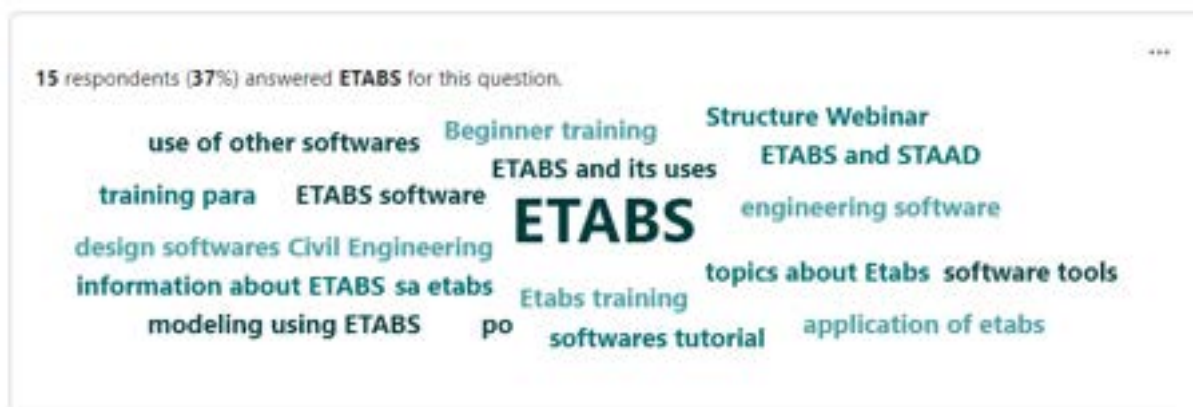 ...
15 respondents (37%) answered ETABS for this question.
Structure Webinar
Beginner training
use of other softwares
ETABS and STAAD
ETABS and its uses
training para
ETABS software
ETABS
engineering software
design softwares
Civil Engineering
topics about Etabs
software tools
information about ETABS
sa etabs
Etabs training
modeling using ETABS
po
application of etabs
softwares tutorial